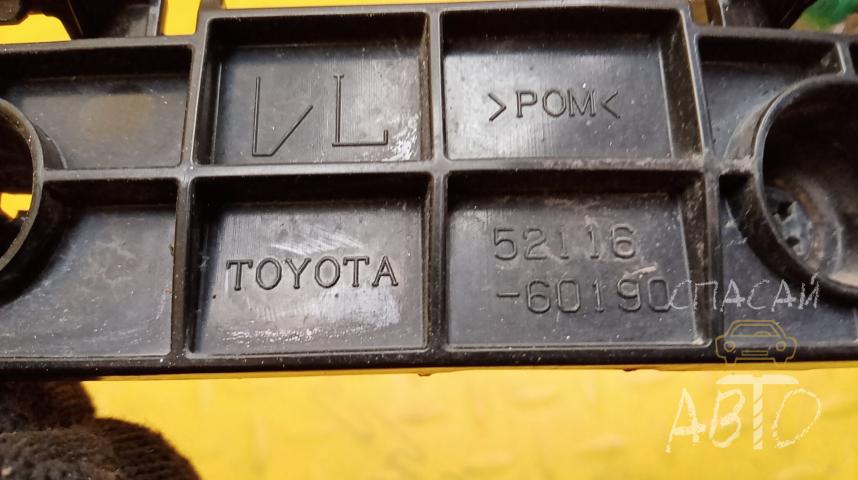 L
>POM<
TOYOTA
52116
-60190
СПАСАЙ
АВТО